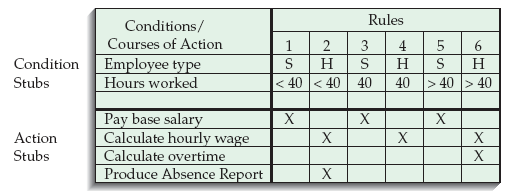 Conditions/ Rules
Courses of Action 1 2 3 4 5 6
Condition Employee type S H S H S H
Stubs Hours worked < 40 < 40 40 40 > 40 > 40
Pay base salary X X X
Action Calculate hourly wage X X X
Stubs Calculate overtime X
Produce Absence Report X